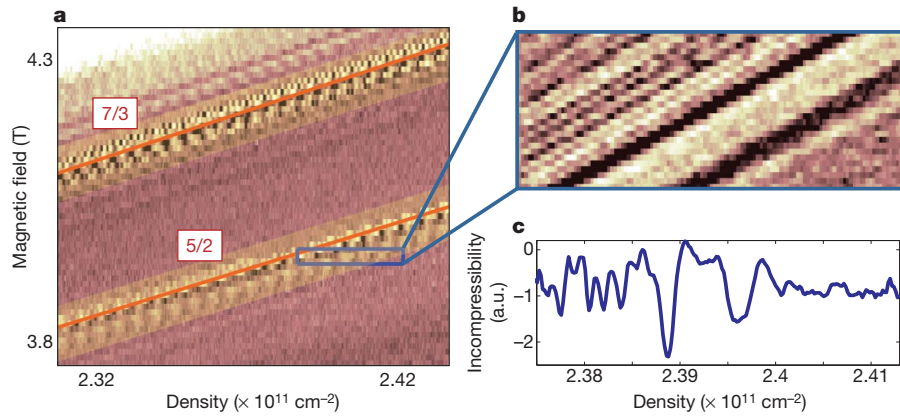 a
4.3
7/3
Magnetic field (T)
5/2
3.8
2.32
2.42
Density (× 10¹¹ cm⁻²)
b
c
Incompressibility
(a.u.)
0
–1
–2
2.38
2.39
2.4
2.41
Density (× 10¹¹ cm⁻²)